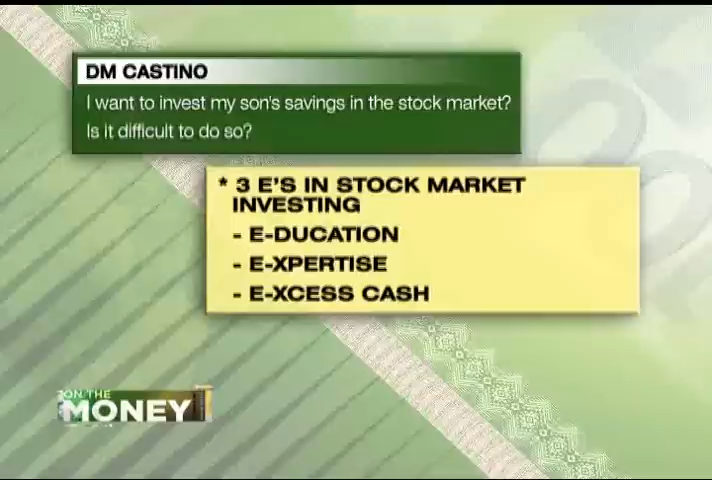 DM CASTINO
I want to invest my son's savings in the stock market?
Is it difficult to do so?
* 3 E'S IN STOCK MARKET
INVESTING
- E-DUCATION
- E-XPERTISE
- E-XCESS CASH
ON THE
MONEY